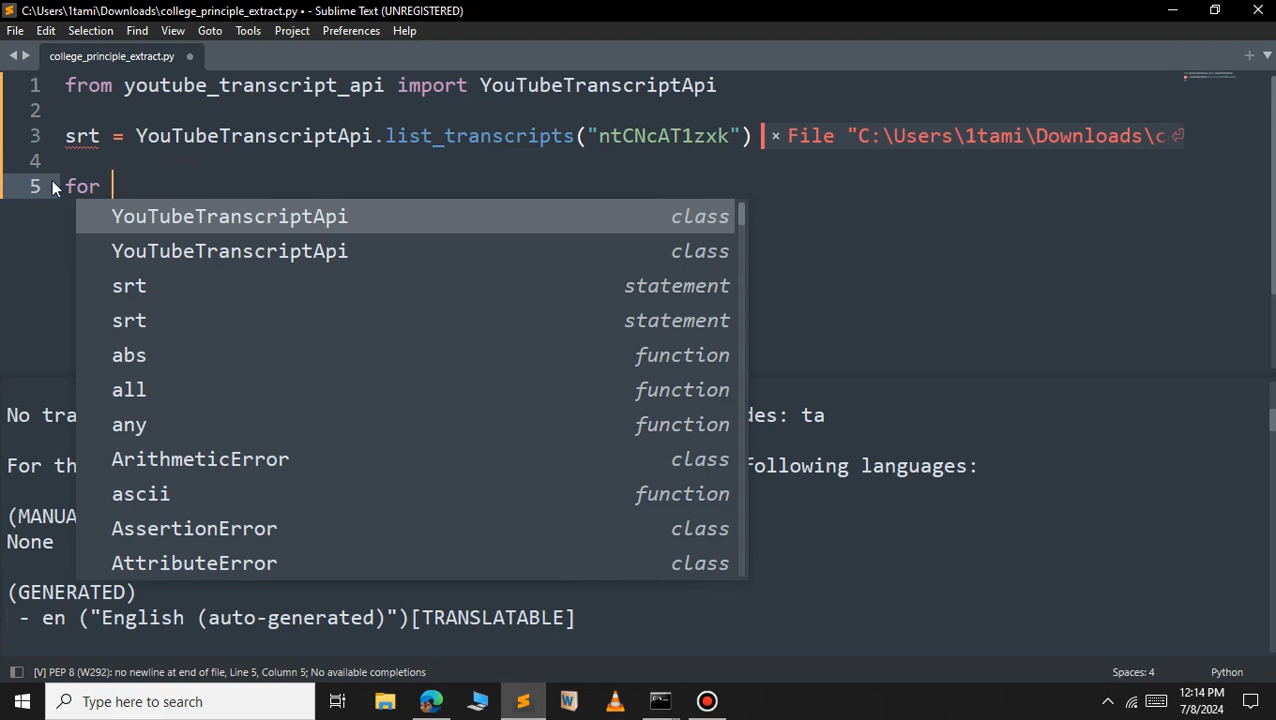 C:\Users\1tami\Downloads\college_principle_extract.py • - Sublime Text (UNREGISTERED)
File Edit Selection Find View Goto Tools Project Preferences Help
college_principle_extract.py
1 from youtube_transcript_api import YouTubeTranscriptApi
2
3 srt = YouTubeTranscriptApi.list_transcripts("ntCNcAT1zxk") × File "C:\Users\1tami\Downloads\c
4
5 for
YouTubeTranscriptApi class
YouTubeTranscriptApi class
srt statement
srt statement
abs function
all function
any function
ArithmeticError class
ascii function
AssertionError class
AttributeError class
No tra des: ta
For th following languages:
(MANUA
None
(GENERATED)
- en ("English (auto-generated)")[TRANSLATABLE]
[V] PEP 8 (W292): no newline at end of file, Line 5, Column 5; No available completions Spaces: 4 Python
Type here to search
12:14 PM
7/8/2024